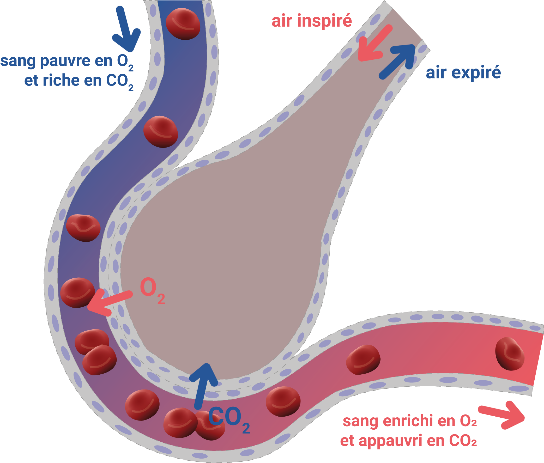 air inspiré
sang pauvre en O₂
et riche en CO₂
air expiré
O₂
CO₂
sang enrichi en O₂
et appauvri en CO₂